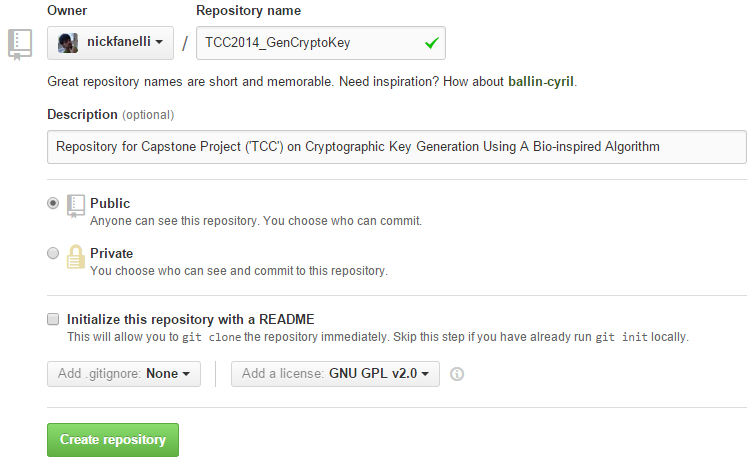 Owner Repository name
nickfanelli / TCC2014_GenCryptoKey
Great repository names are short and memorable. Need inspiration? How about ballin-cyril.
Description (optional)
Repository for Capstone Project ('TCC') on Cryptographic Key Generation Using A Bio-inspired Algorithm
Public
Anyone can see this repository. You choose who can commit.
Private
You choose who can see and commit to this repository.
Initialize this repository with a README
This will allow you to git clone the repository immediately. Skip this step if you have already run git init locally.
Add .gitignore: None Add a license: GNU GPL v2.0
Create repository